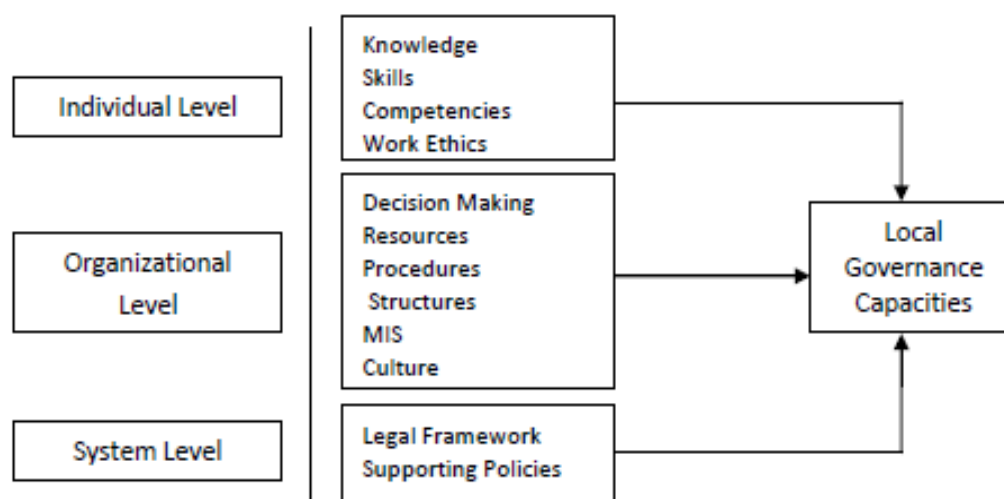 Individual Level
Knowledge
Skills
Competencies
Work Ethics
Organizational
Level
Decision Making
Resources
Procedures
Structures
MIS
Culture
Local
Governance
Capacities
System Level
Legal Framework
Supporting Policies